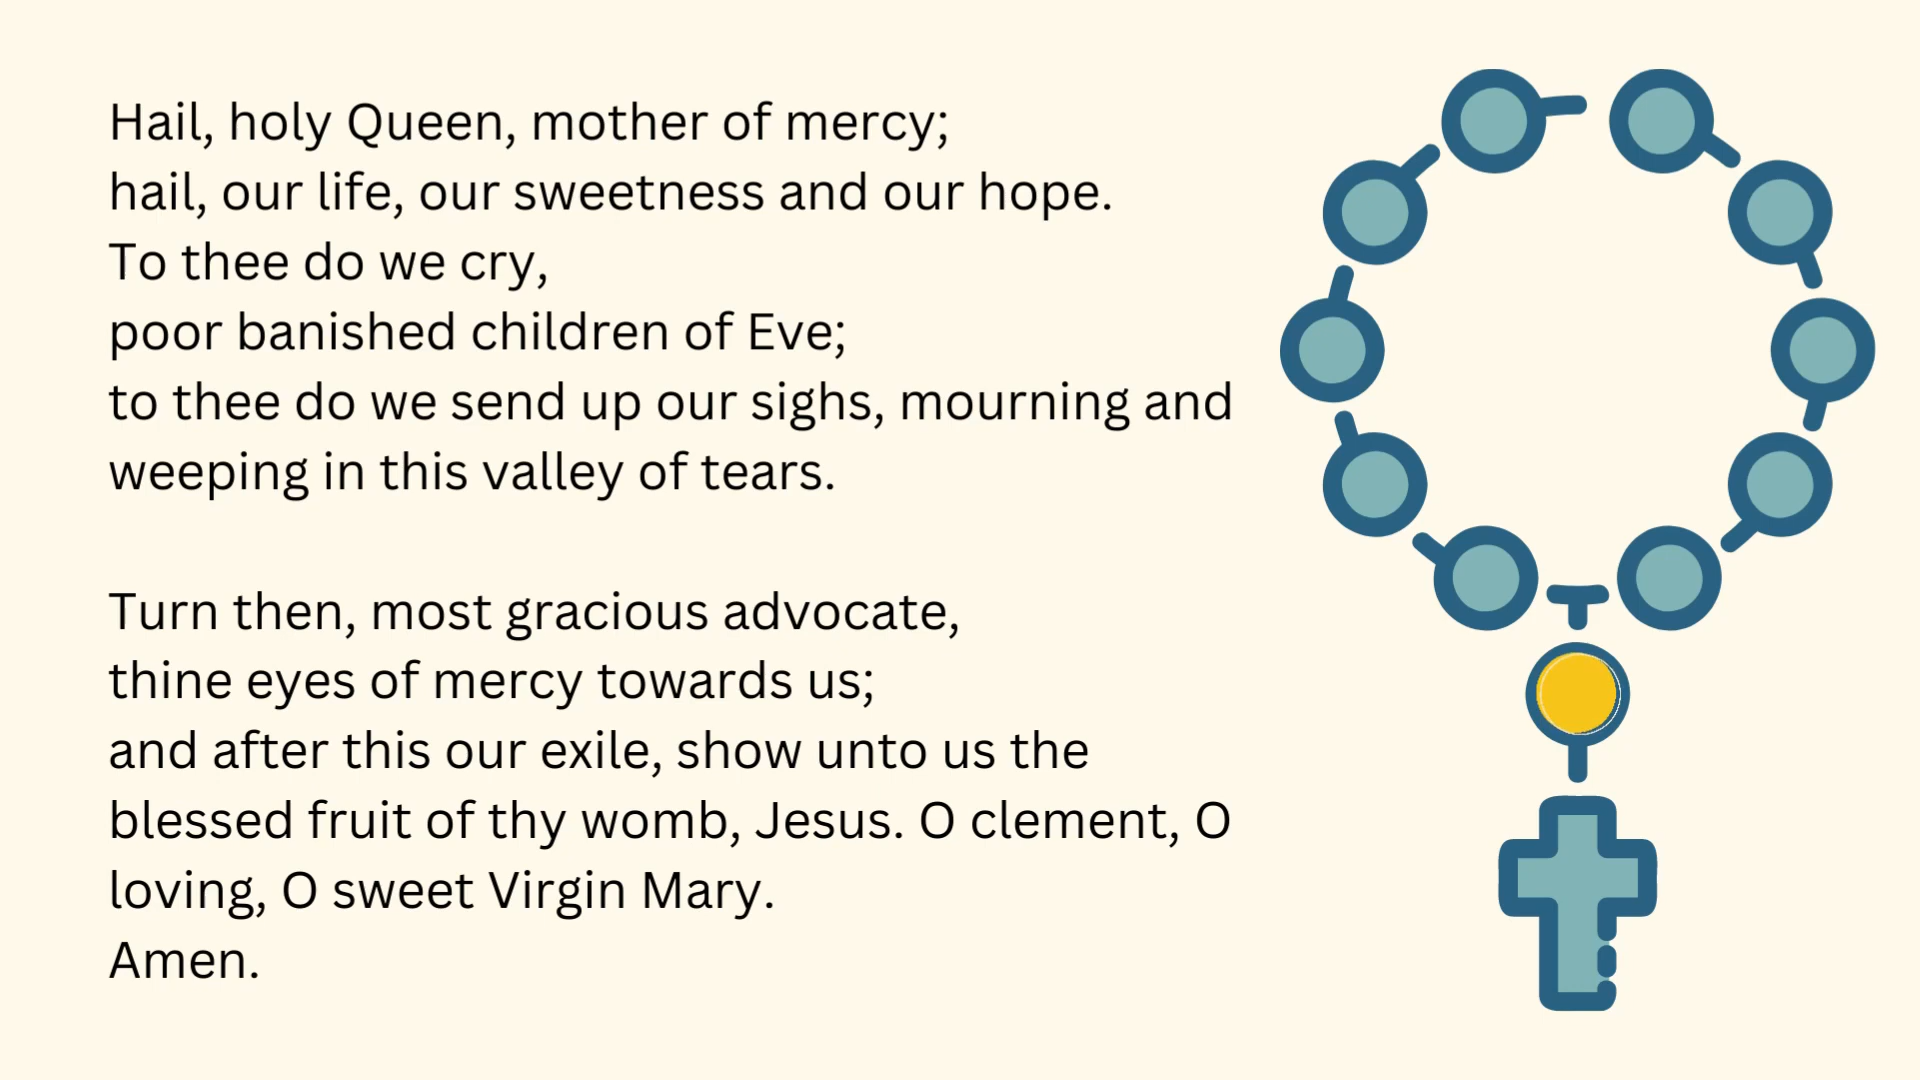 Hail, holy Queen, mother of mercy;
hail, our life, our sweetness and our hope.
To thee do we cry,
poor banished children of Eve;
to thee do we send up our sighs, mourning and
weeping in this valley of tears.
Turn then, most gracious advocate,
thine eyes of mercy towards us;
and after this our exile, show unto us the
blessed fruit of thy womb, Jesus. O clement, O
loving, O sweet Virgin Mary.
Amen.